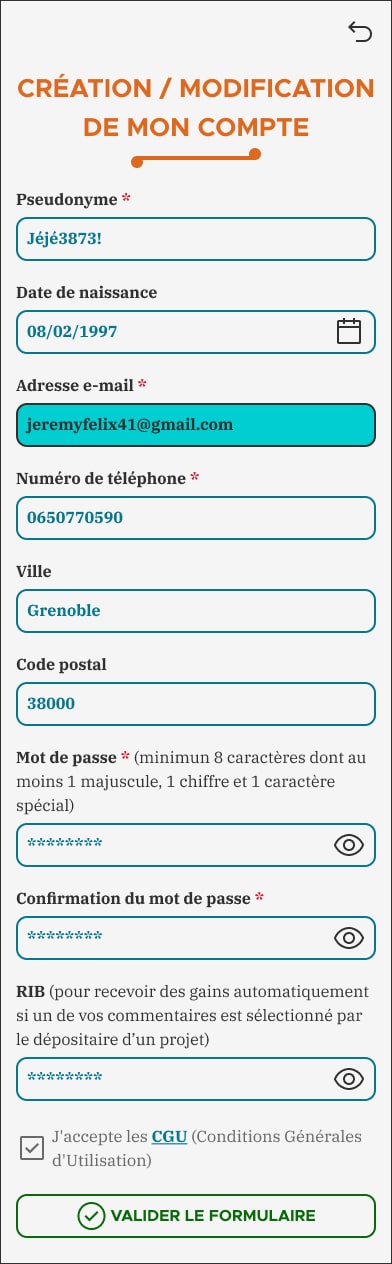 CRÉATION / MODIFICATION
DE MON COMPTE
Pseudonyme *
Jéjé3873!
Date de naissance
08/02/1997
Adresse e-mail *
jeremyfelix41@gmail.com
Numéro de téléphone *
0650770590
Ville
Grenoble
Code postal
38000
Mot de passe * (minimun 8 caractères dont au
moins 1 majuscule, 1 chiffre et 1 caractère
spécial)
********
Confirmation du mot de passe *
********
RIB (pour recevoir des gains automatiquement
si un de vos commentaires est sélectionné par
le dépositaire d’un projet)
********
J'accepte les CGU (Conditions Générales
d'Utilisation)
VALIDER LE FORMULAIRE